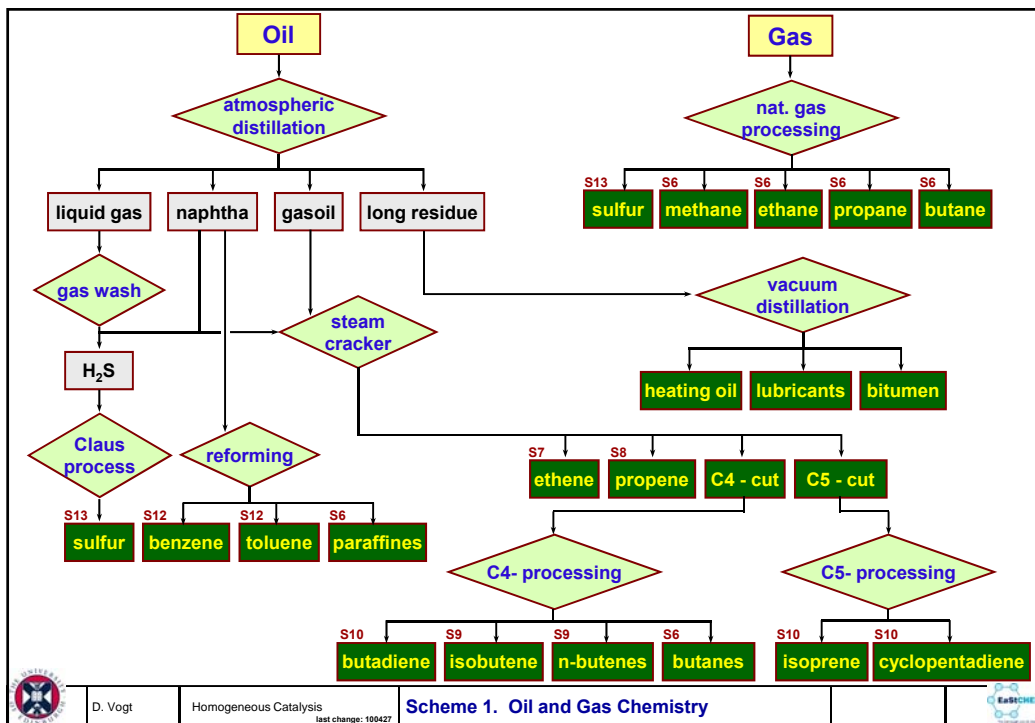 Oil
Gas
atmospheric
distillation
nat. gas
processing
liquid gas
naphtha
gasoil
long residue
S13
sulfur
S6
methane
S6
ethane
S6
propane
S6
butane
gas wash
steam
cracker
vacuum
distillation
H₂S
heating oil
lubricants
bitumen
Claus
process
reforming
S7
ethene
S8
propene
C4 - cut
C5 - cut
S13
sulfur
S12
benzene
S12
toluene
S6
paraffines
C4- processing
C5- processing
S10
butadiene
S9
isobutene
S9
n-butenes
S6
butanes
S10
isoprene
S10
cyclopentadiene
D. Vogt
Homogeneous Catalysis
last change: 100427
Scheme 1. Oil and Gas Chemistry